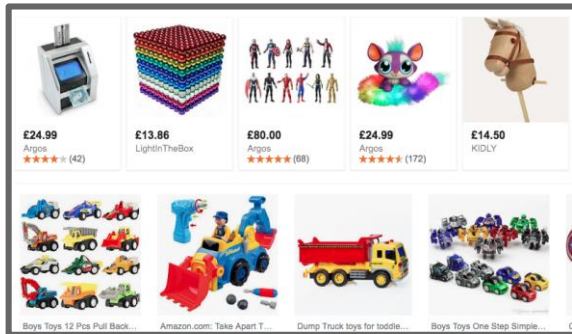 £24.99
Argos
(42)
£13.86
LightInTheBox
£80.00
Argos
(68)
£24.99
Argos
(172)
£14.50
KIDLY
Boys Toys 12 Pcs Pull Back...
Amazon.com: Take Apart T...
Dump Truck toys for toddle...
Boys Toys One Step Simple...